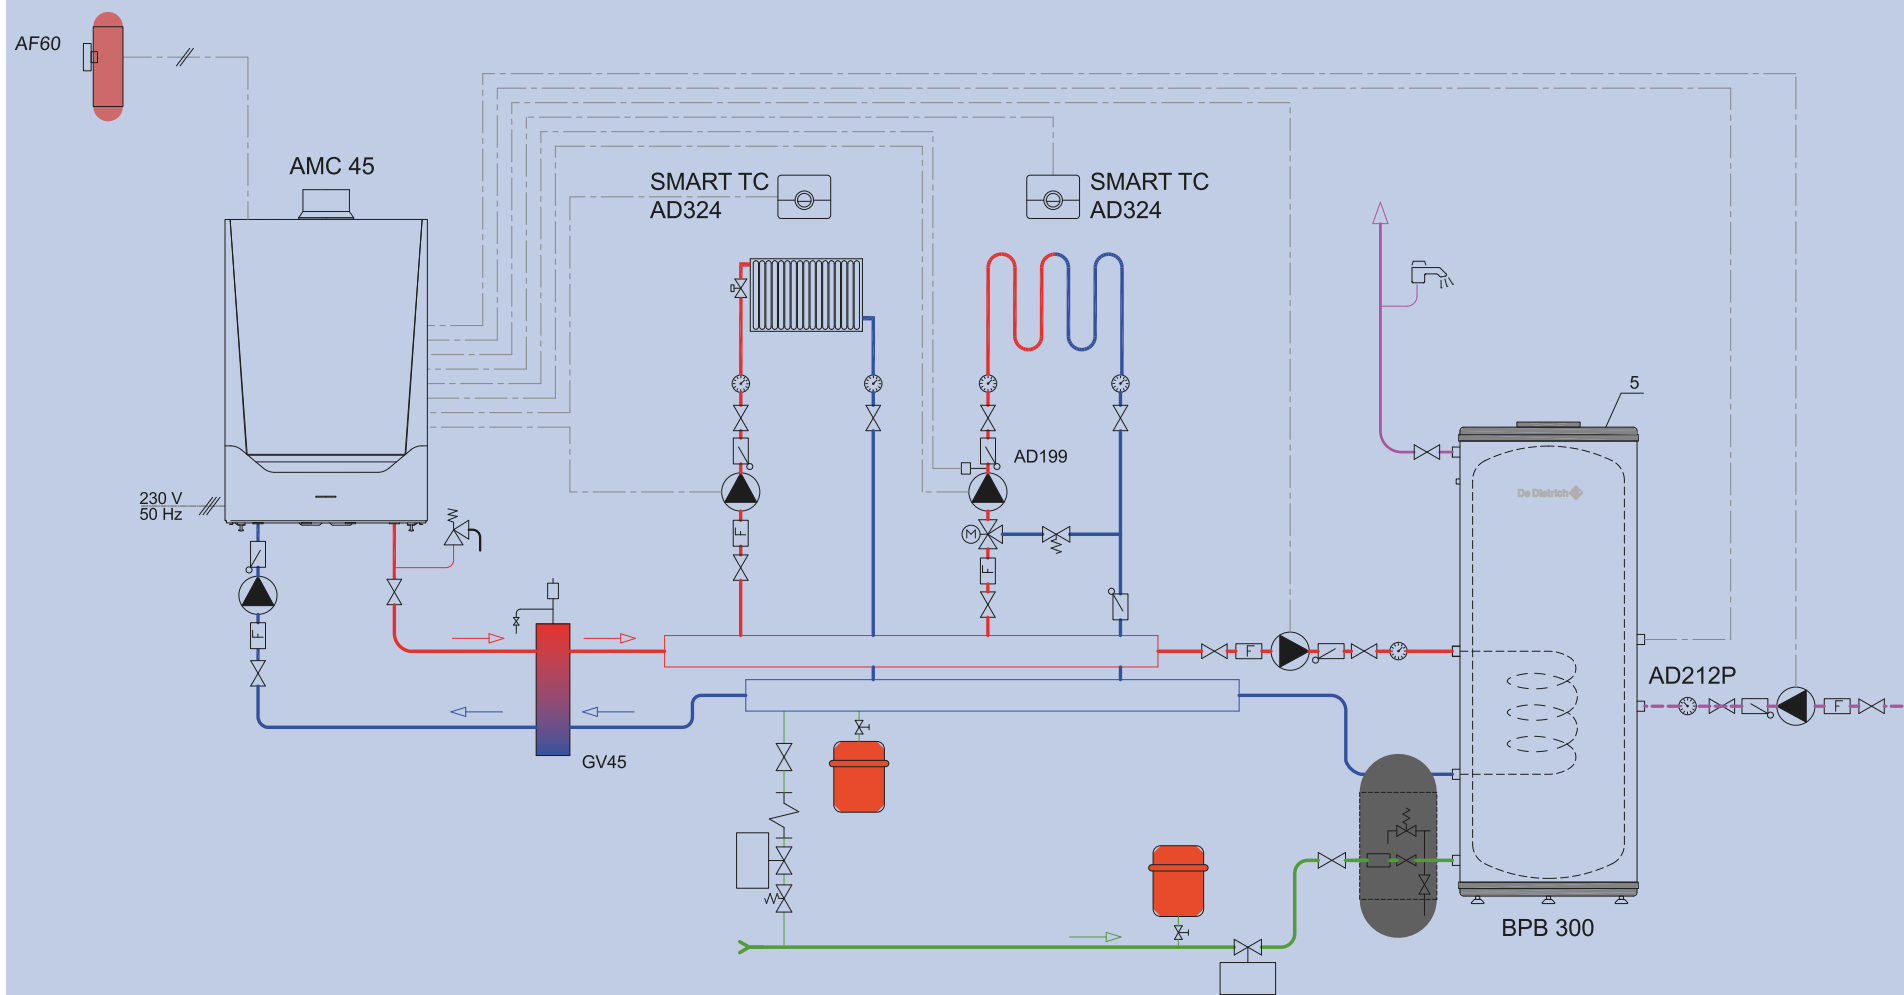 AF60
AMC 45
SMART TC
AD324
SMART TC
AD324
5
AD199
De Dietrich
230 V
50 Hz
M
F
F
F
F
F
F
AD212P
GV45
BPB 300